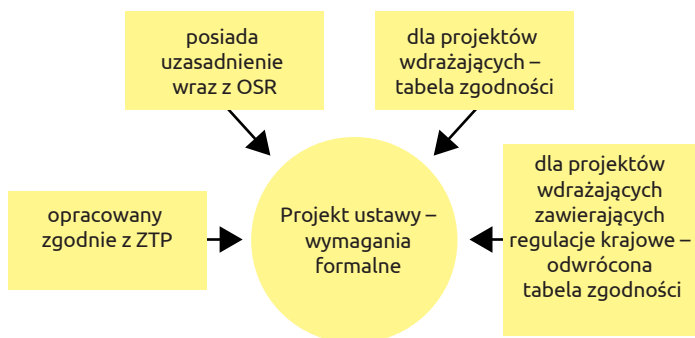 posiada
uzasadnienie
wraz z OSR
dla projektów
wdrażających –
tabela zgodności
opracowany
zgodnie z ZTP
Projekt ustawy –
wymagania
formalne
dla projektów
wdrażających
zawierających
regulacje krajowe –
odwrócona
tabela zgodności